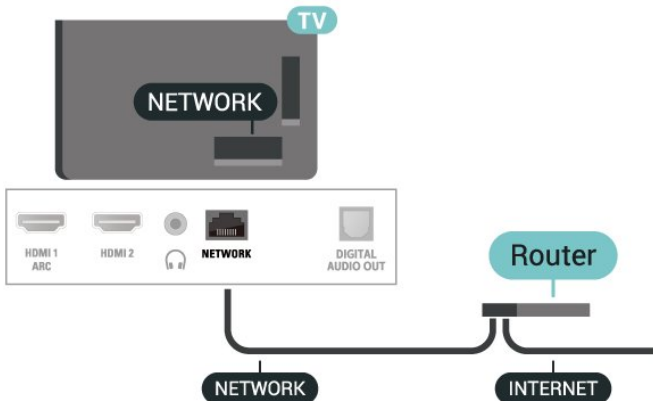 TV
NETWORK
HDMI 1
ARC
HDMI 2
NETWORK
DIGITAL
AUDIO OUT
Router
NETWORK
INTERNET